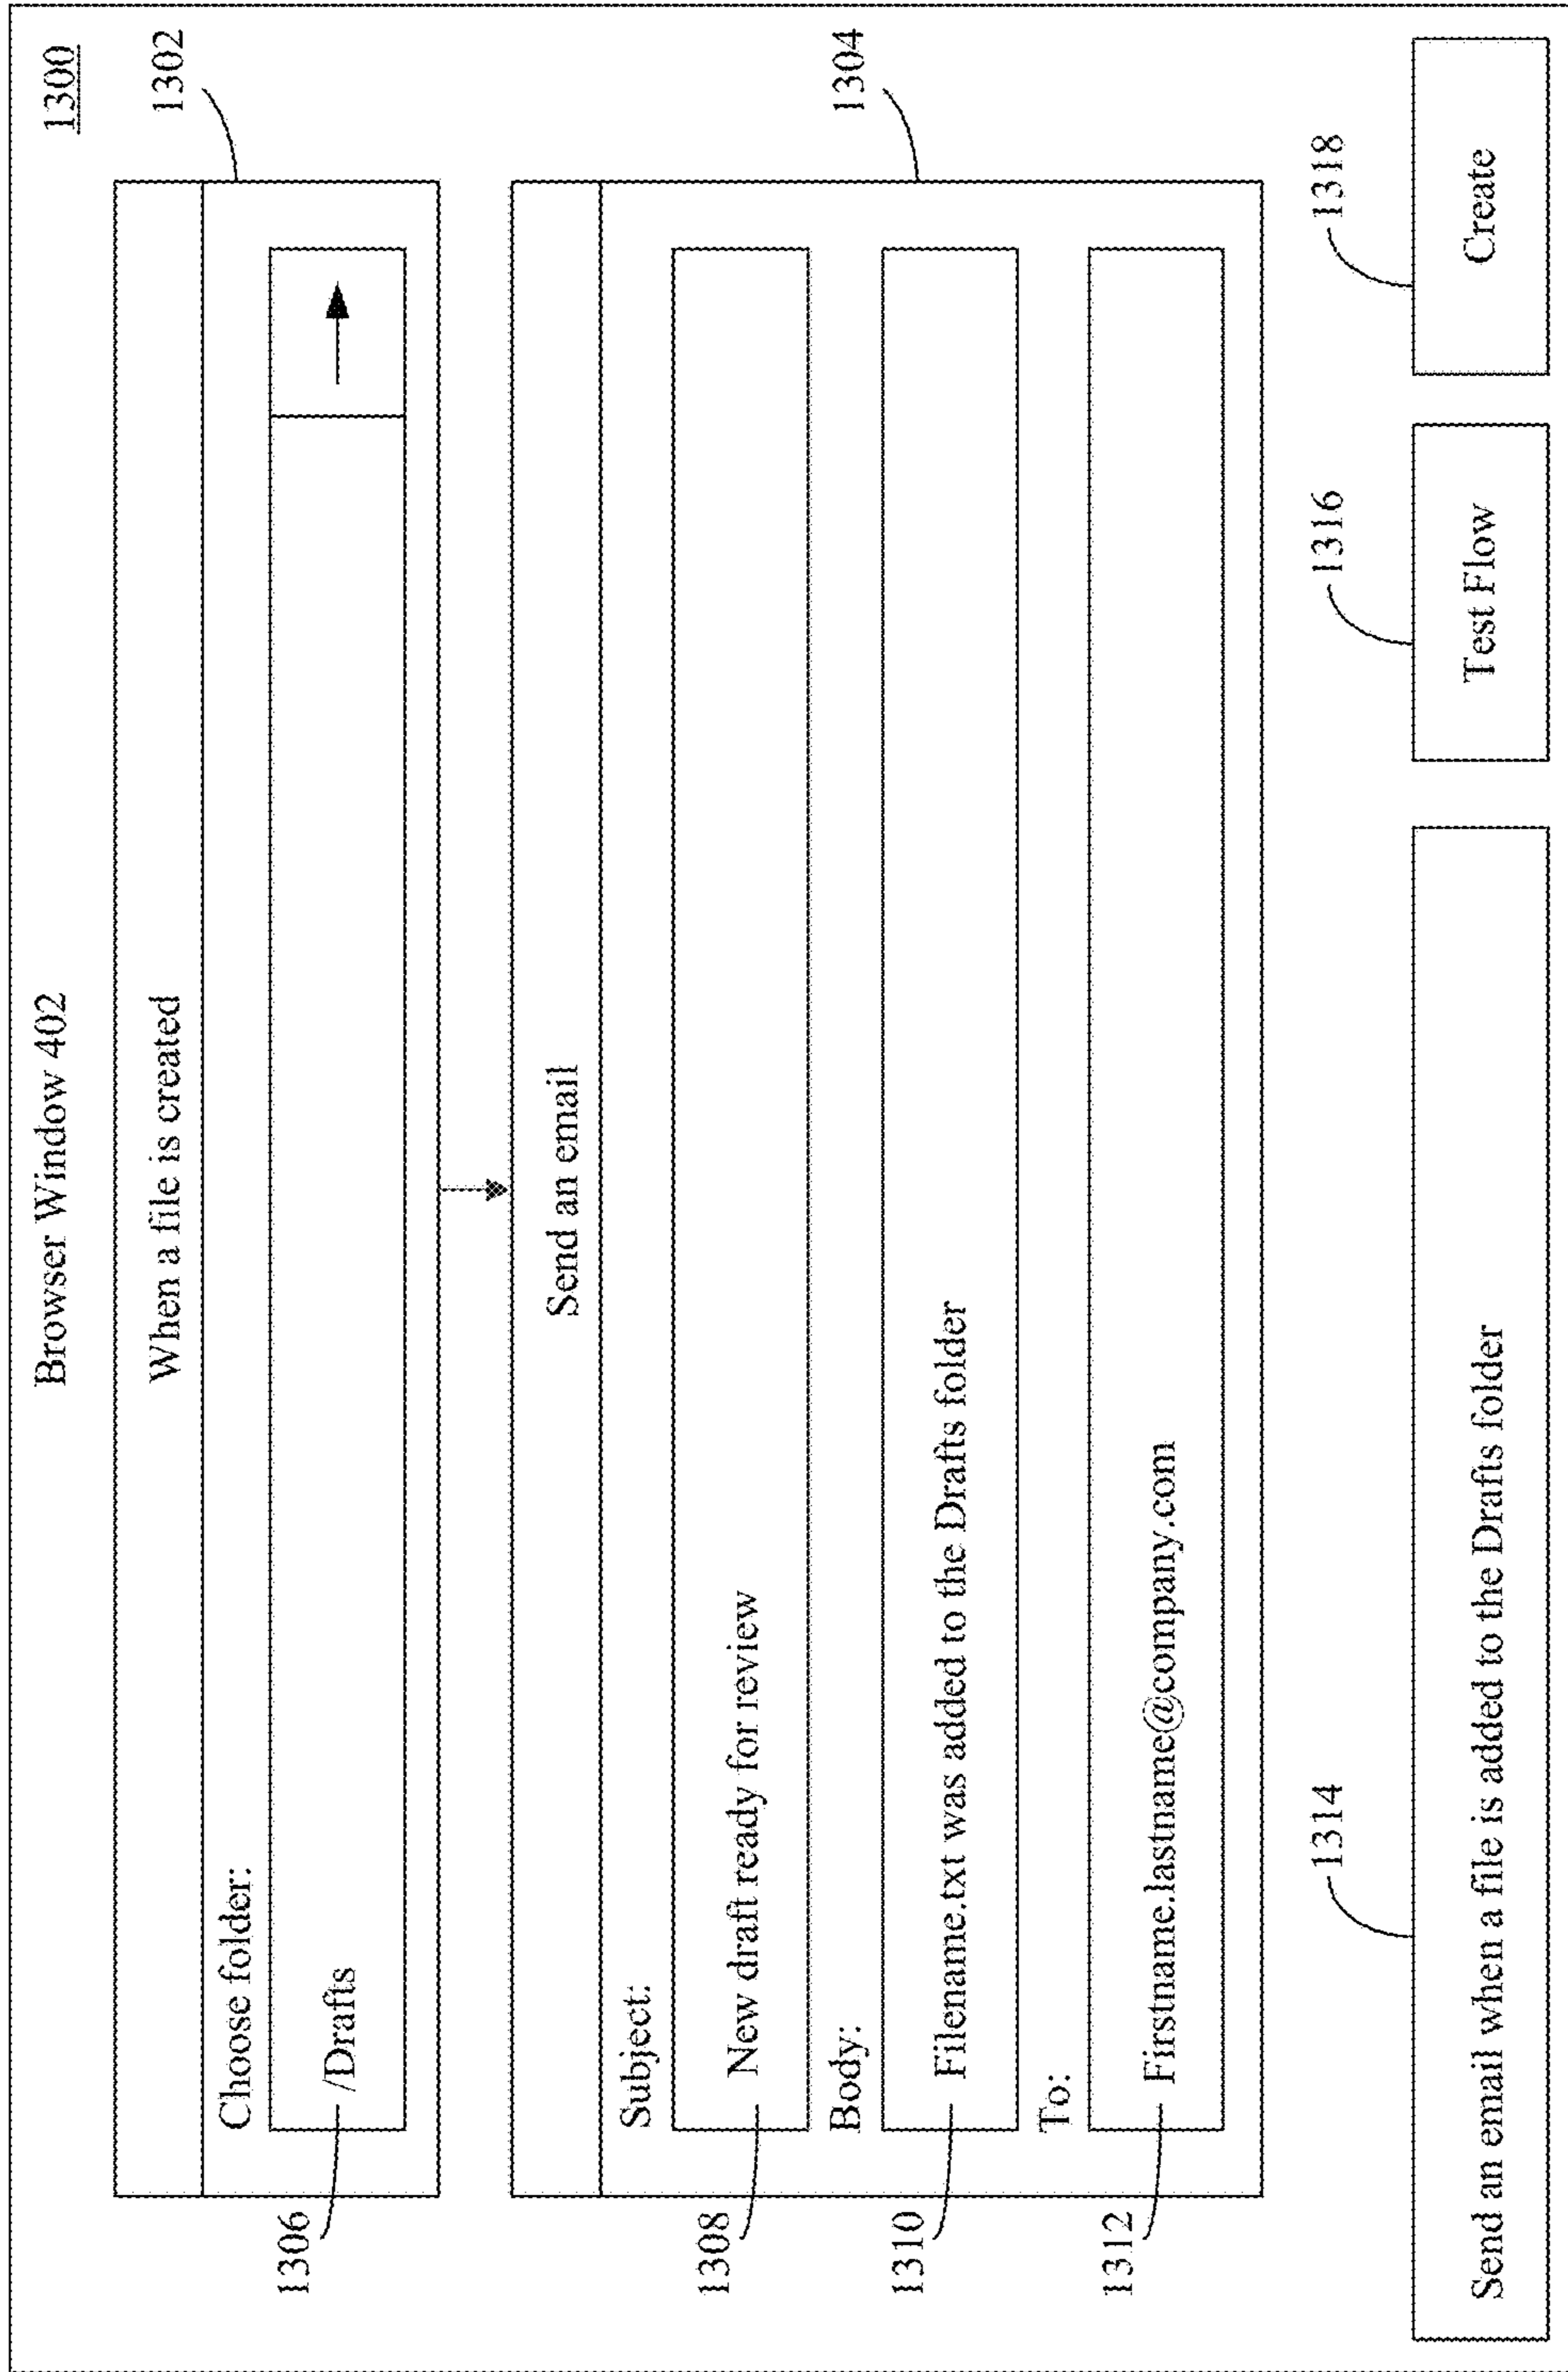 Browser Window 402
1300
When a file is created
1302
Choose folder:
1306
/Drafts
Send an email
1304
Subject:
1308
New draft ready for review
Body:
1310
Filename.txt was added to the Drafts folder
To:
1312
Firstname.lastname@company.com
1314
1316
1318
Send an email when a file is added to the Drafts folder
Test Flow
Create